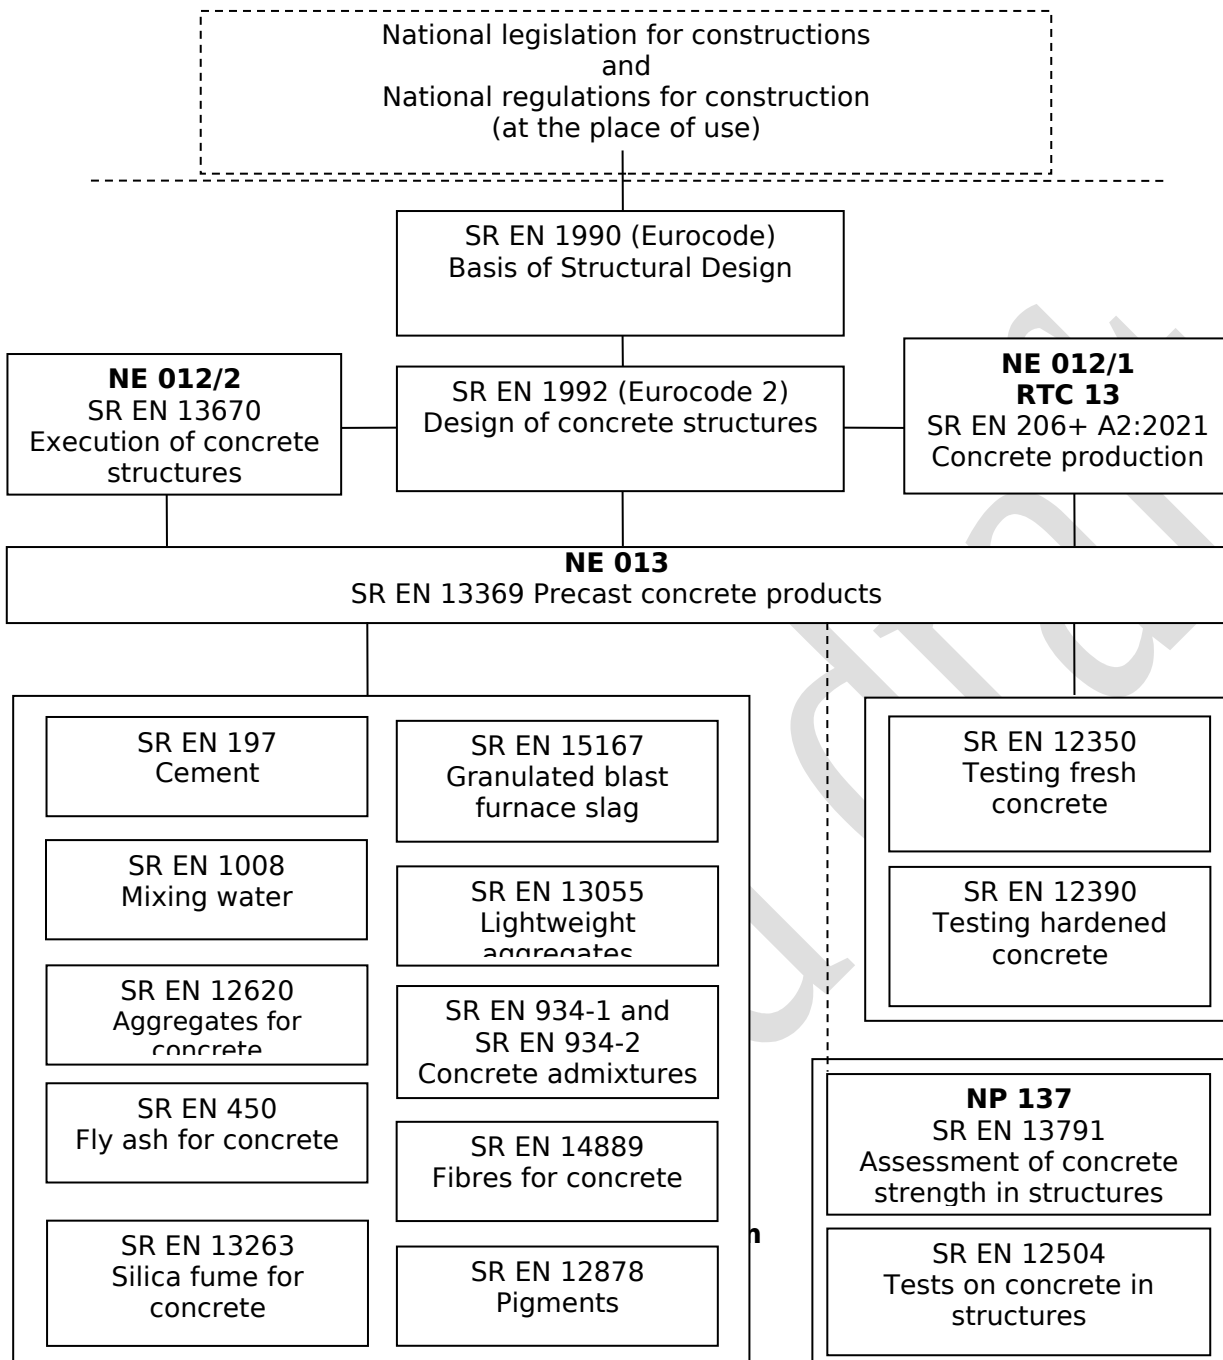 National legislation for constructions
and
National regulations for construction
(at the place of use)
SR EN 1990 (Eurocode)
Basis of Structural Design
NE 012/2
SR EN 13670
Execution of concrete
structures
SR EN 1992 (Eurocode 2)
Design of concrete structures
NE 012/1
RTC 13
SR EN 206+ A2:2021
Concrete production
NE 013
SR EN 13369 Precast concrete products
SR EN 197
Cement
SR EN 1008
Mixing water
SR EN 12620
Aggregates for
concrete
SR EN 450
Fly ash for concrete
SR EN 13263
Silica fume for
concrete
SR EN 15167
Granulated blast
furnace slag
SR EN 13055
Lightweight
aggregates
SR EN 934-1 and
SR EN 934-2
Concrete admixtures
SR EN 14889
Fibres for concrete
SR EN 12878
Pigments
SR EN 12350
Testing fresh
concrete
SR EN 12390
Testing hardened
concrete
NP 137
SR EN 13791
Assessment of concrete
strength in structures
SR EN 12504
Tests on concrete in
structures